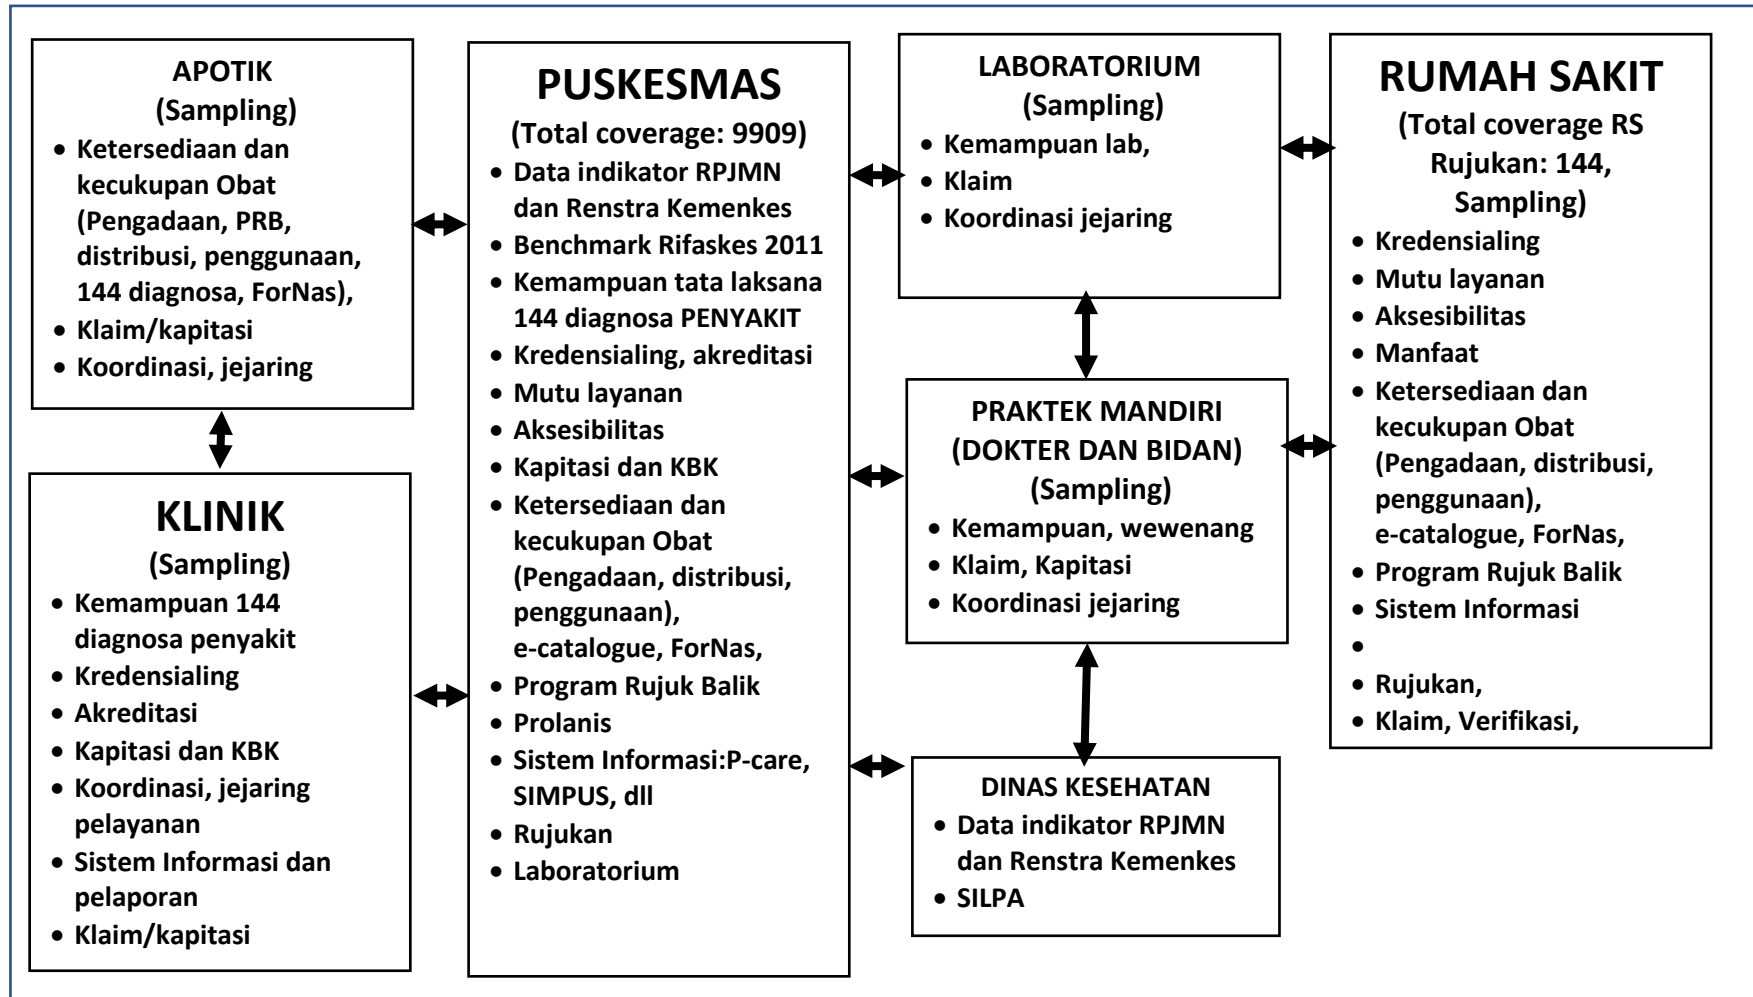 APOTIK
(Sampling)
• Ketersediaan dan
kecukupan Obat
(Pengadaan, PRB,
distribusi, penggunaan,
144 diagnosa, ForNas),
• Klaim/kapitasi
• Koordinasi, jejaring
KLINIK
(Sampling)
• Kemampuan 144
diagnosa penyakit
• Kredensialing
• Akreditasi
• Kapitasi dan KBK
• Koordinasi, jejaring
pelayanan
• Sistem Informasi dan
pelaporan
• Klaim/kapitasi
PUSKESMAS
(Total coverage: 9909)
• Data indikator RPJMN
dan Renstra Kemenkes
• Benchmark Rifaskes 2011
• Kemampuan tata laksana
144 diagnosa PENYAKIT
• Kredensialing, akreditasi
• Mutu layanan
• Aksesibilitas
• Kapitasi dan KBK
• Ketersediaan dan
kecukupan Obat
(Pengadaan, distribusi,
penggunaan),
e-catalogue, ForNas,
• Program Rujuk Balik
• Prolanis
• Sistem Informasi:P-care,
SIMPUS, dll
• Rujukan
• Laboratorium
LABORATORIUM
(Sampling)
• Kemampuan lab,
• Klaim
• Koordinasi jejaring
PRAKTEK MANDIRI
(DOKTER DAN BIDAN)
(Sampling)
• Kemampuan, wewenang
• Klaim, Kapitasi
• Koordinasi jejaring
DINAS KESEHATAN
• Data indikator RPJMN
dan Renstra Kemenkes
• SILPA
RUMAH SAKIT
(Total coverage RS
Rujukan: 144,
Sampling)
• Kredensialing
• Mutu layanan
• Aksesibilitas
• Manfaat
• Ketersediaan dan
kecukupan Obat
(Pengadaan, distribusi,
penggunaan),
e-catalogue, ForNas,
• Program Rujuk Balik
• Sistem Informasi
•
• Rujukan,
• Klaim, Verifikasi,